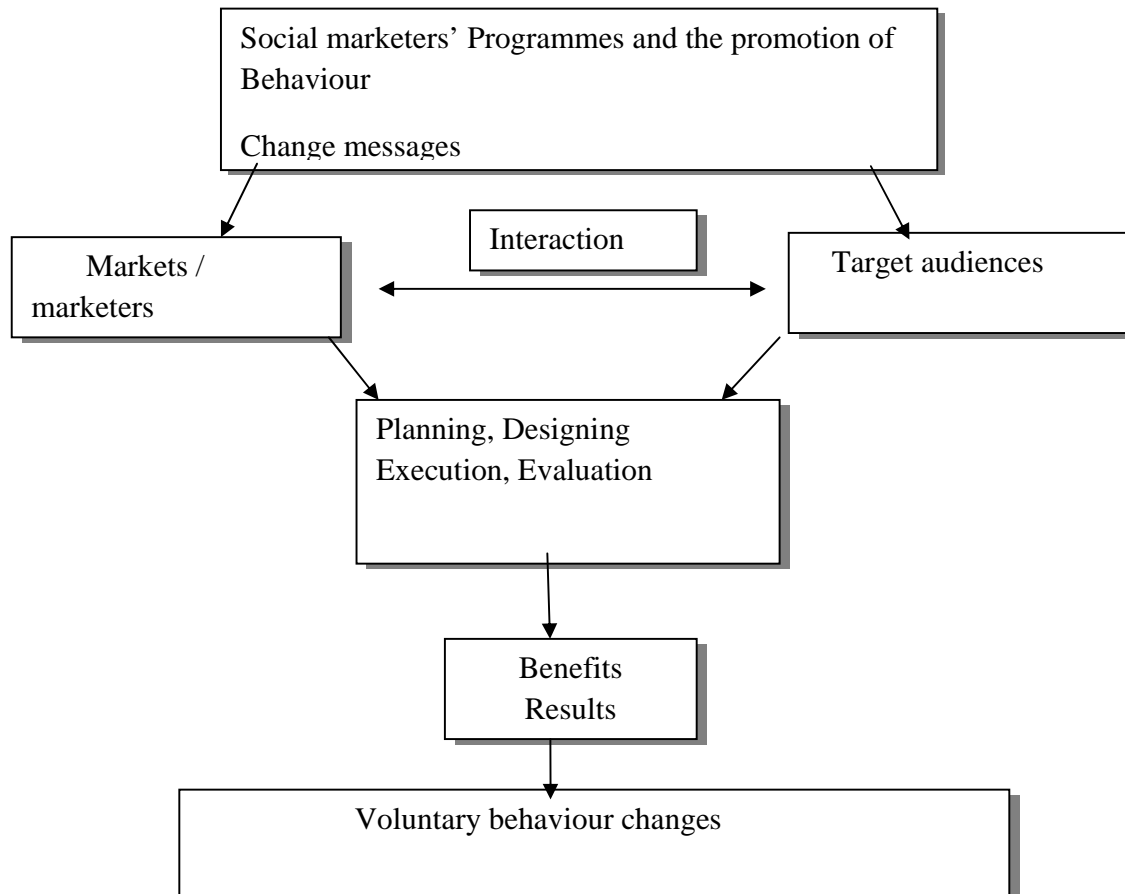 Social marketers’ Programmes and the promotion of
Behaviour
Change messages
Interaction
Markets /
marketers
Target audiences
Planning, Designing
Execution, Evaluation
Benefits
Results
Voluntary behaviour changes